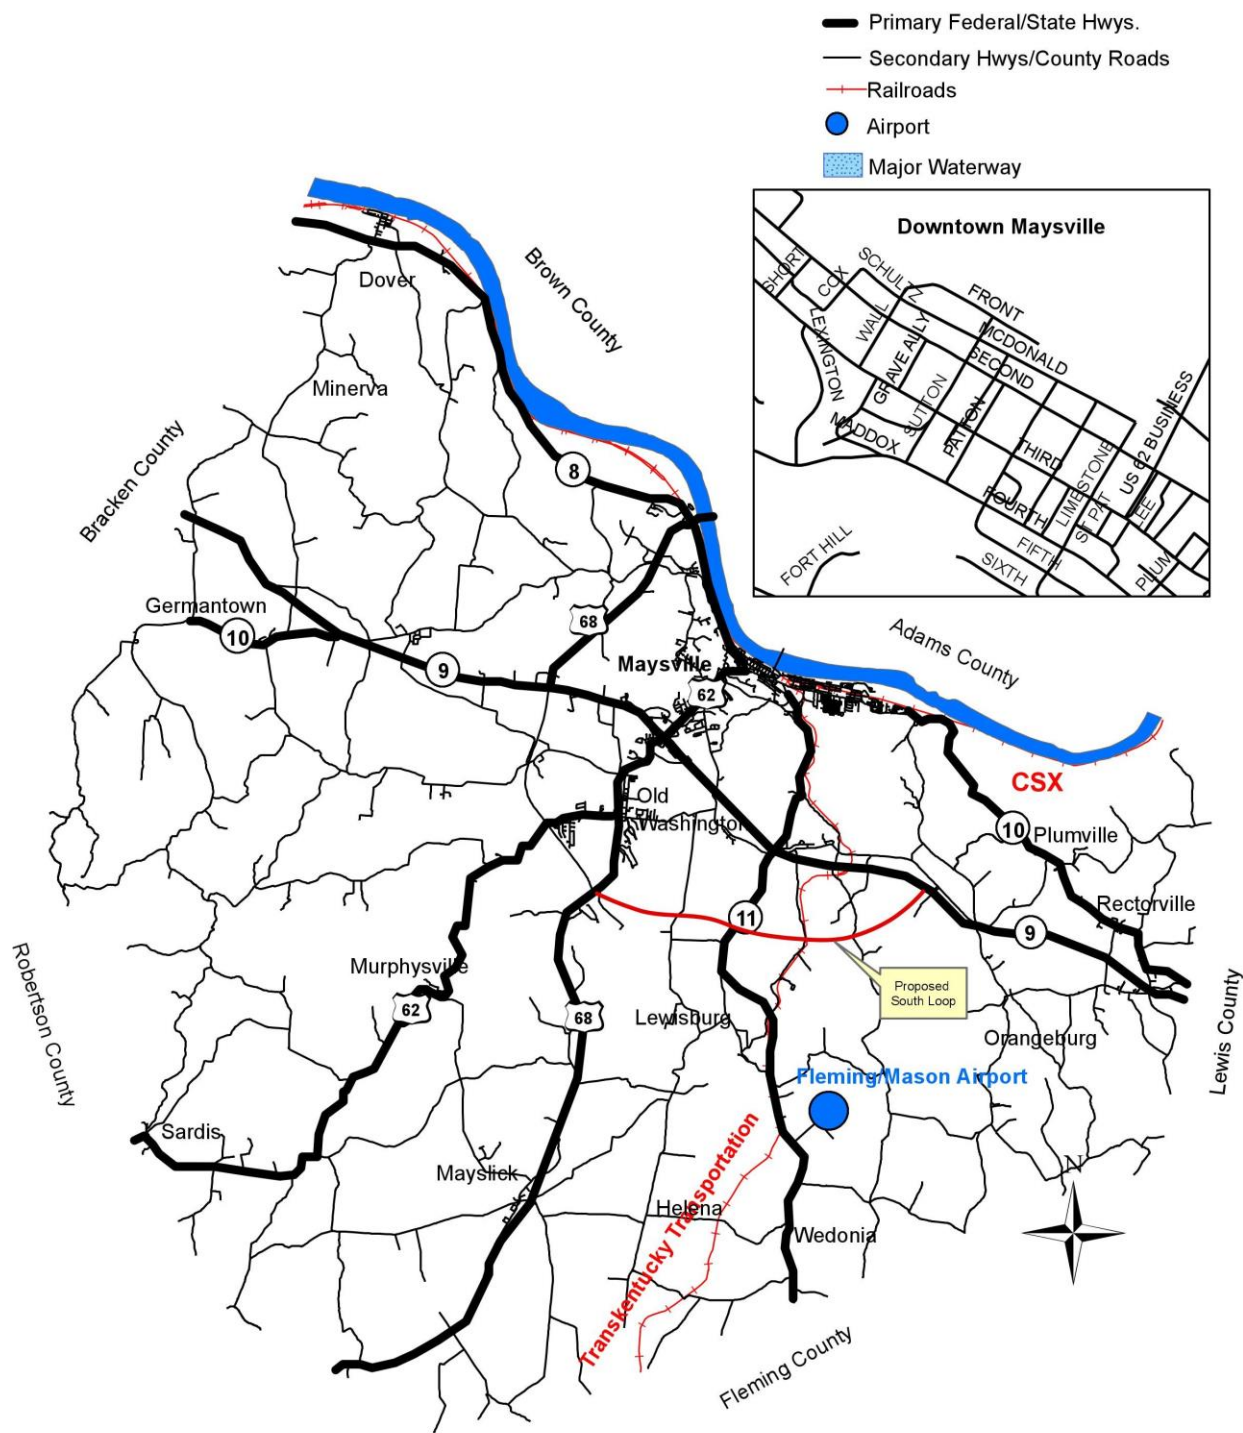 Primary Federal/State Hwys.
Secondary Hwys/County Roads
Railroads
Airport
Major Waterway
Downtown Maysville
SHORT
COX
SCHULTZ
FRONT
LEXINGTON
WALL
GRAVE ALLY
MCDONALD
SECOND
SUTTON
PATTON
MADDOX
THIRD
LIMESTONE
US 62 BUSINESS
FOURTH
ST PAT
LEE
FIFTH
SIXTH
PLUM
FORT HILL
Brown County
Dover
Minerva
Bracken County
8
Germantown
10
68
9
Maysville
62
Adams County
CSX
Old
Washington
10
Plumville
Rectorville
11
9
Robertson County
Murphysville
62
68
Lewisburg
Proposed
South Loop
Orangeburg
Lewis County
Fleming/Mason Airport
Sardis
Mayslick
Transkentucky Transportation
Helena
Wedonia
N
Fleming County